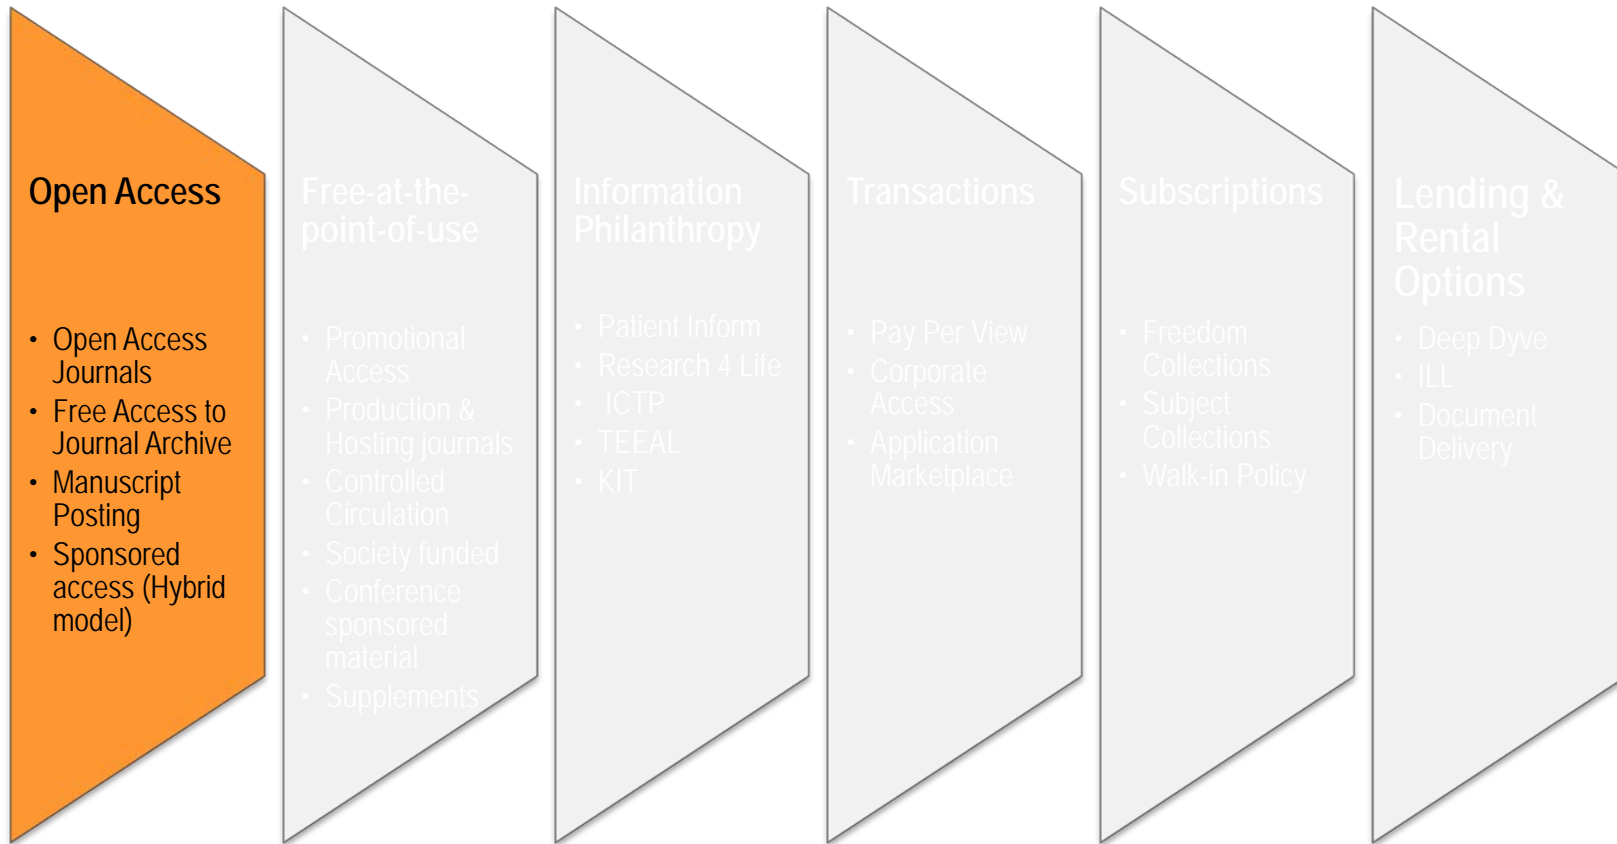 Open Access
• Open Access
Journals
• Free Access to
Journal Archive
• Manuscript
Posting
• Sponsored
access (Hybrid
model)
Free-at-the-
point-of-use
• Promotional
Access
• Production &
Hosting journals
• Controlled
Circulation
• Society funded
• Conference
sponsored
material
• Supplements
Information
Philanthropy
• Patient Inform
• Research 4 Life
• ICTP
• TEEAL
• KIT
Transactions
• Pay Per View
• Corporate
Access
• Application
Marketplace
Subscriptions
• Freedom
Collections
• Subject
Collections
• Walk-in Policy
Lending &
Rental
Options
• Deep Dyve
• ILL
• Document
Delivery